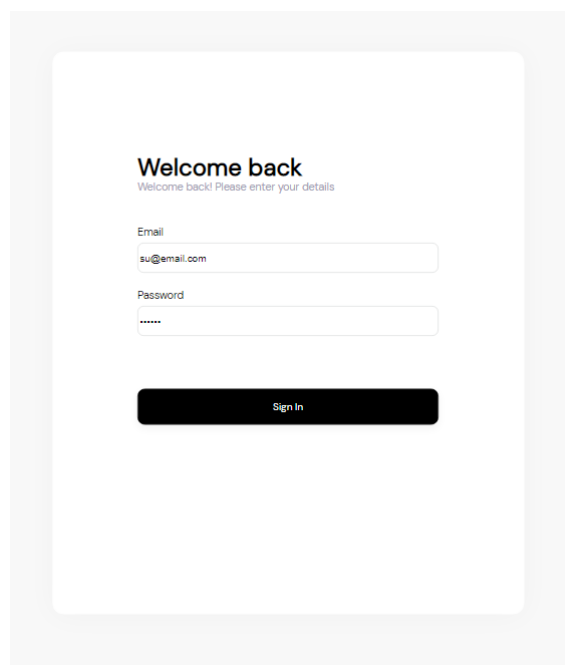 Welcome back
Welcome back! Please enter your details
Email
su@email.com
Password
••••••
Sign In